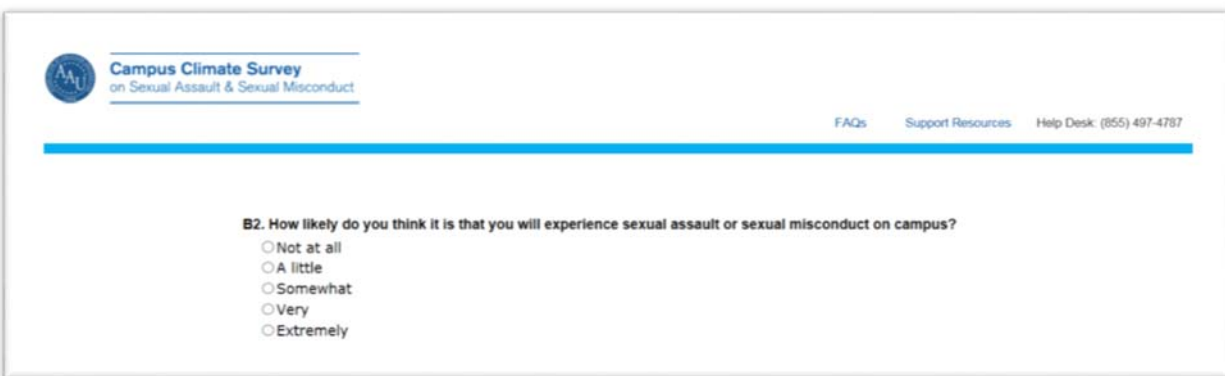 AAU
Campus Climate Survey
on Sexual Assault & Sexual Misconduct
FAQs Support Resources Help Desk: (855) 497-4787
B2. How likely do you think it is that you will experience sexual assault or sexual misconduct on campus?
Not at all
A little
Somewhat
Very
Extremely